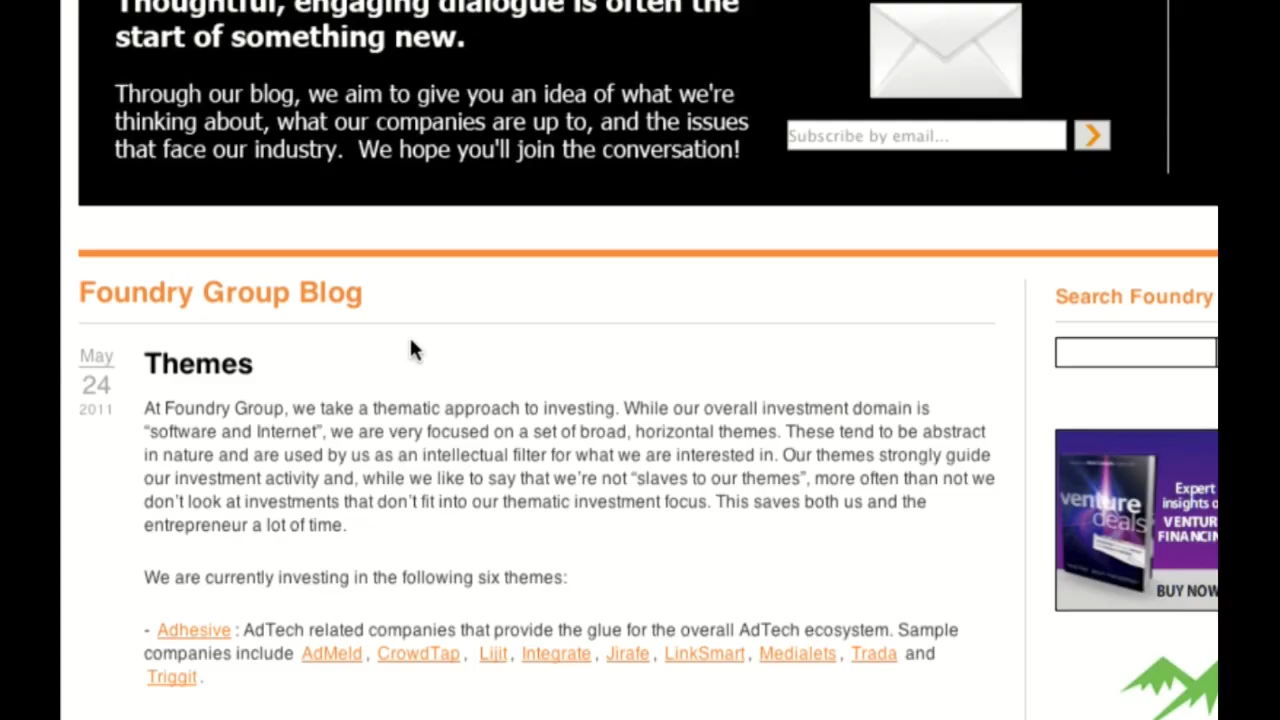 Thoughtful, engaging dialogue is often the
start of something new.
Through our blog, we aim to give you an idea of what we're
thinking about, what our companies are up to, and the issues
that face our industry.  We hope you'll join the conversation!
Subscribe by email...
Foundry Group Blog
May
24
2011
Themes
At Foundry Group, we take a thematic approach to investing. While our overall investment domain is
“software and Internet”, we are very focused on a set of broad, horizontal themes. These tend to be abstract
in nature and are used by us as an intellectual filter for what we are interested in. Our themes strongly guide
our investment activity and, while we like to say that we’re not “slaves to our themes”, more often than not we
don’t look at investments that don’t fit into our thematic investment focus. This saves both us and the
entrepreneur a lot of time.
We are currently investing in the following six themes:
- Adhesive : AdTech related companies that provide the glue for the overall AdTech ecosystem. Sample
companies include AdMeld , CrowdTap , Lijit , Integrate , Jirafe , LinkSmart , Medialets , Trada and
Triggit .
Search Foundry
venture
deals
Expert
insights o
VENTUR
FINANCIN
BUY NOW